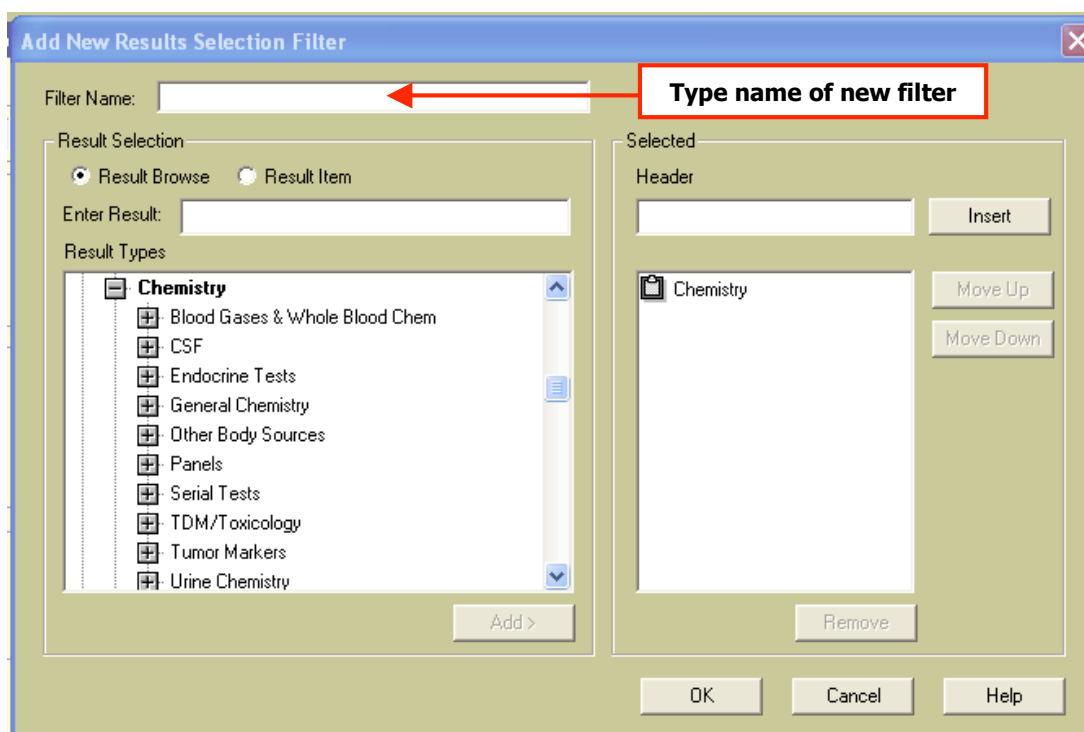 Add New Results Selection Filter
Filter Name:
Type name of new filter
Result Selection
Result Browse
Result Item
Enter Result:
Result Types
Chemistry
Blood Gases & Whole Blood Chem
CSF
Endocrine Tests
General Chemistry
Other Body Sources
Panels
Serial Tests
TDM/Toxicology
Tumor Markers
Urine Chemistry
Add >
Selected
Header
Insert
Chemistry
Move Up
Move Down
Remove
OK
Cancel
Help